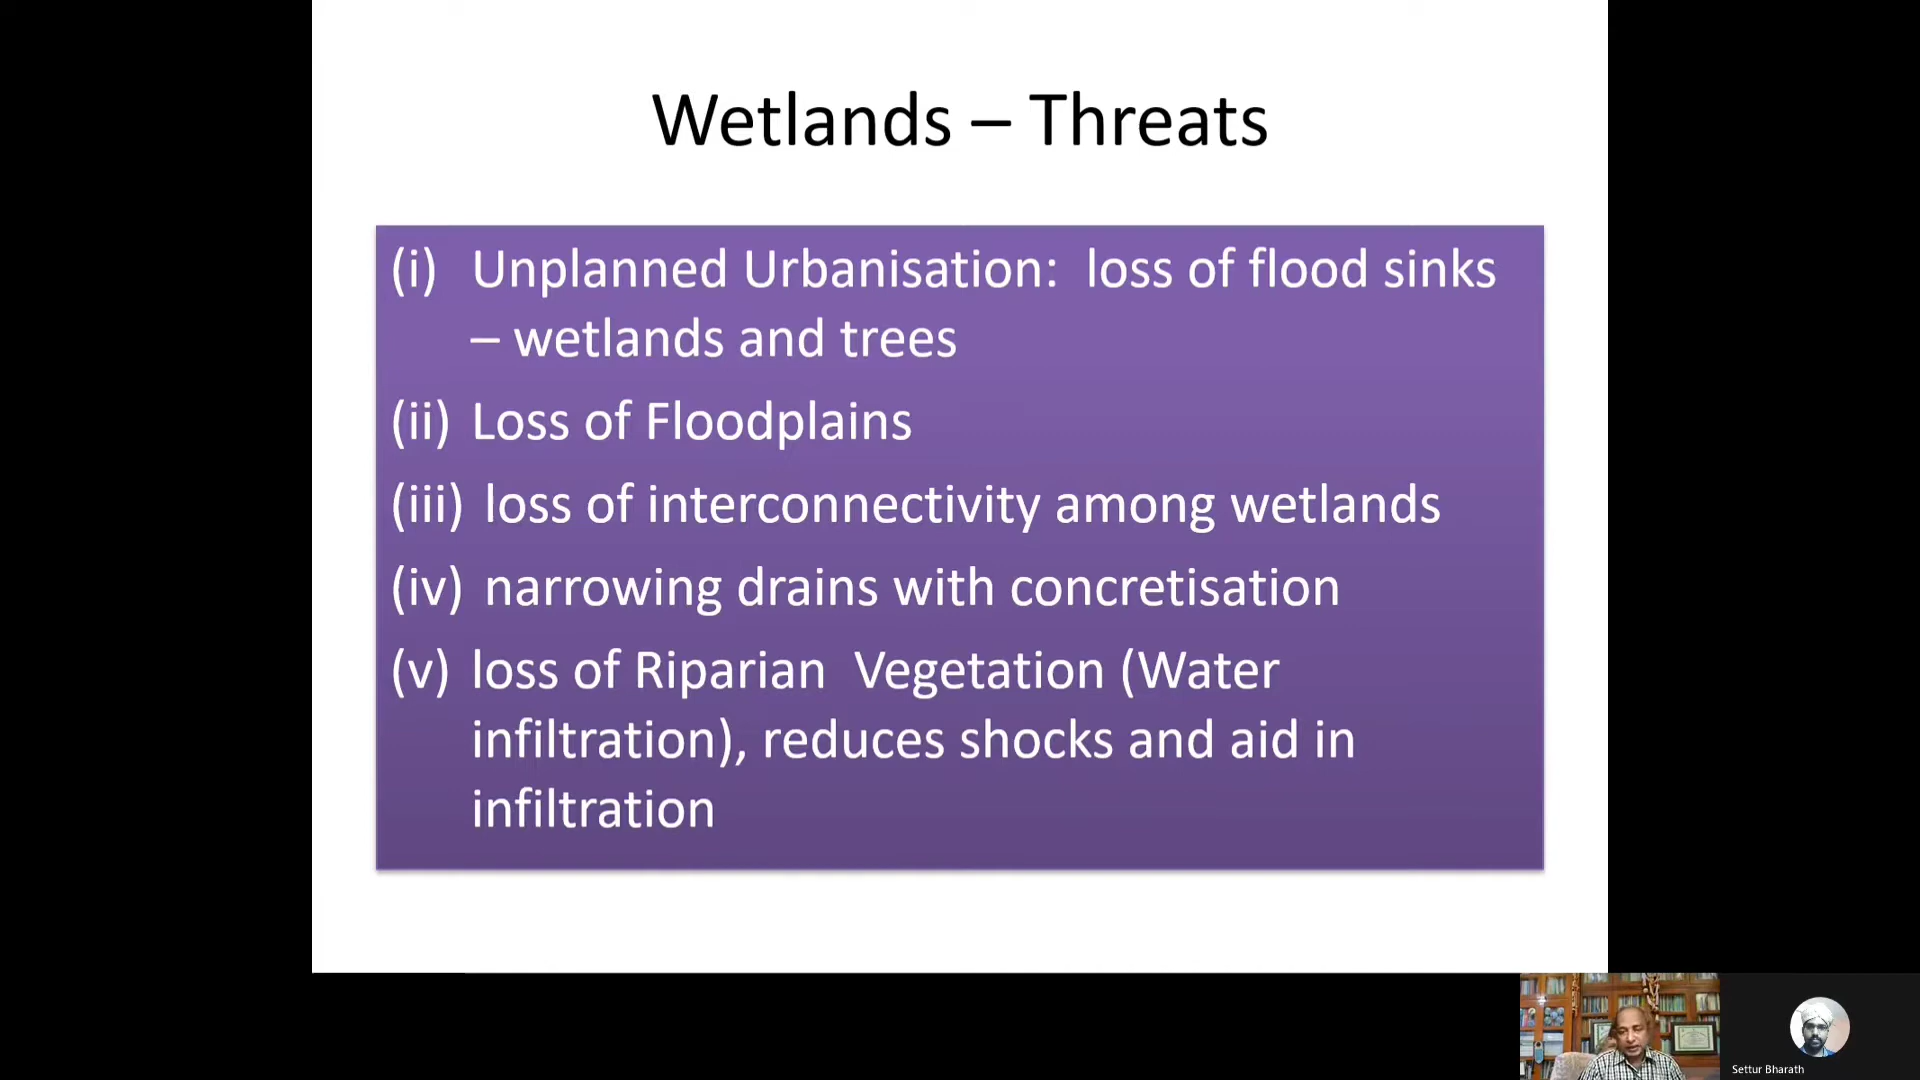 Wetlands – Threats
(i) Unplanned Urbanisation: loss of flood sinks
– wetlands and trees
(ii) Loss of Floodplains
(iii) loss of interconnectivity among wetlands
(iv) narrowing drains with concretisation
(v) loss of Riparian Vegetation (Water
infiltration), reduces shocks and aid in
infiltration
Settur Bharath